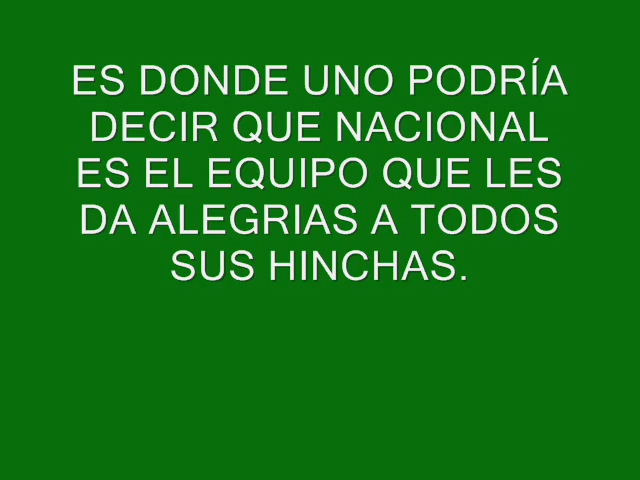 ES DONDE UNO PODRÍA
DECIR QUE NACIONAL
ES EL EQUIPO QUE LES
DA ALEGRIAS A TODOS
SUS HINCHAS.